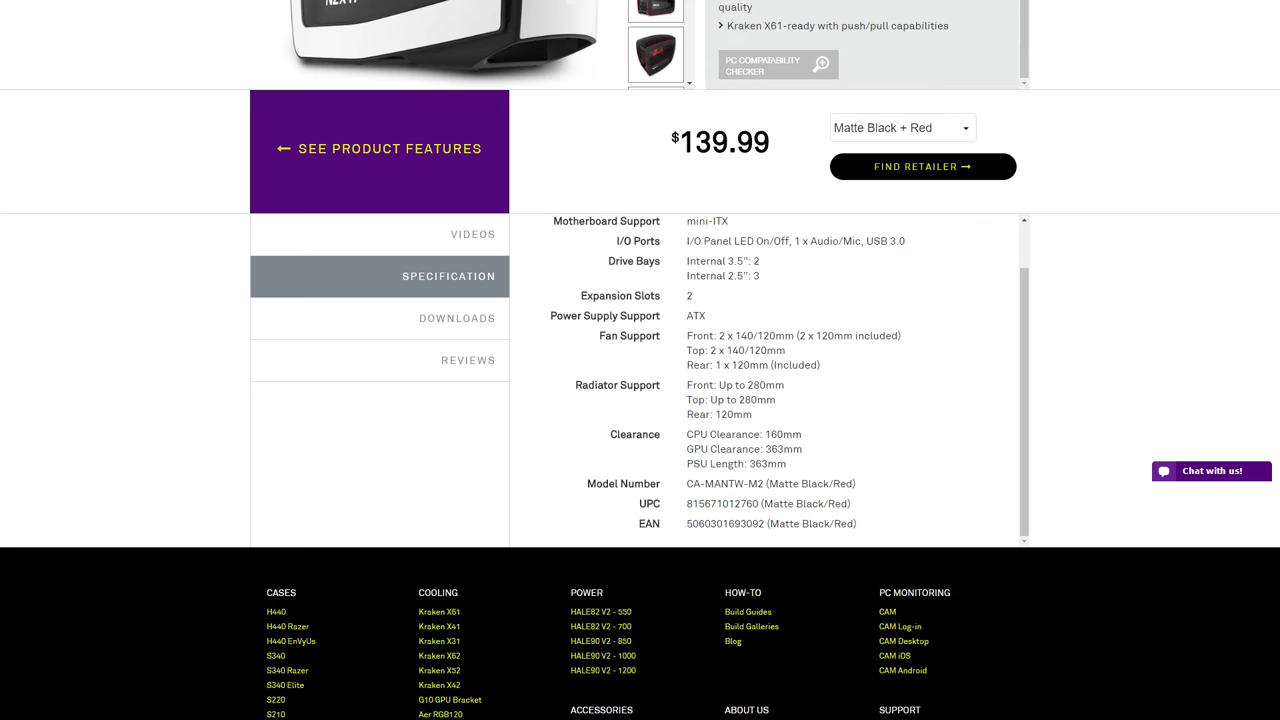 NZXT
quality
Kraken X61-ready with push/pull capabilities
PC COMPATABILITY
CHECKER
SEE PRODUCT FEATURES
$139.99
Matte Black + Red
FIND RETAILER
VIDEOS
SPECIFICATION
DOWNLOADS
REVIEWS
Motherboard Support mini-ITX
I/O Ports I/O Panel LED On/Off, 1 x Audio/Mic, USB 3.0
Drive Bays Internal 3.5”: 2
Internal 2.5”: 3
Expansion Slots 2
Power Supply Support ATX
Fan Support Front: 2 x 140/120mm (2 x 120mm included)
Top: 2 x 140/120mm
Rear: 1 x 120mm (Included)
Radiator Support Front: Up to 280mm
Top: Up to 280mm
Rear: 120mm
Clearance CPU Clearance: 160mm
GPU Clearance: 363mm
PSU Length: 363mm
Model Number CA-MANTW-M2 (Matte Black/Red)
UPC 815671012760 (Matte Black/Red)
EAN 5060301693092 (Matte Black/Red)
Chat with us!
CASES
H440
H440 Razer
H440 EnVyUs
S340
S340 Razer
S340 Elite
S220
S210
COOLING
Kraken X61
Kraken X41
Kraken X31
Kraken X62
Kraken X52
Kraken X42
G10 GPU Bracket
Aer RGB120
POWER
HALE82 V2 - 550
HALE82 V2 - 700
HALE90 V2 - 850
HALE90 V2 - 1000
HALE90 V2 - 1200
ACCESSORIES
HOW-TO
Build Guides
Build Galleries
Blog
ABOUT US
PC MONITORING
CAM
CAM Log-in
CAM Desktop
CAM iOS
CAM Android
SUPPORT